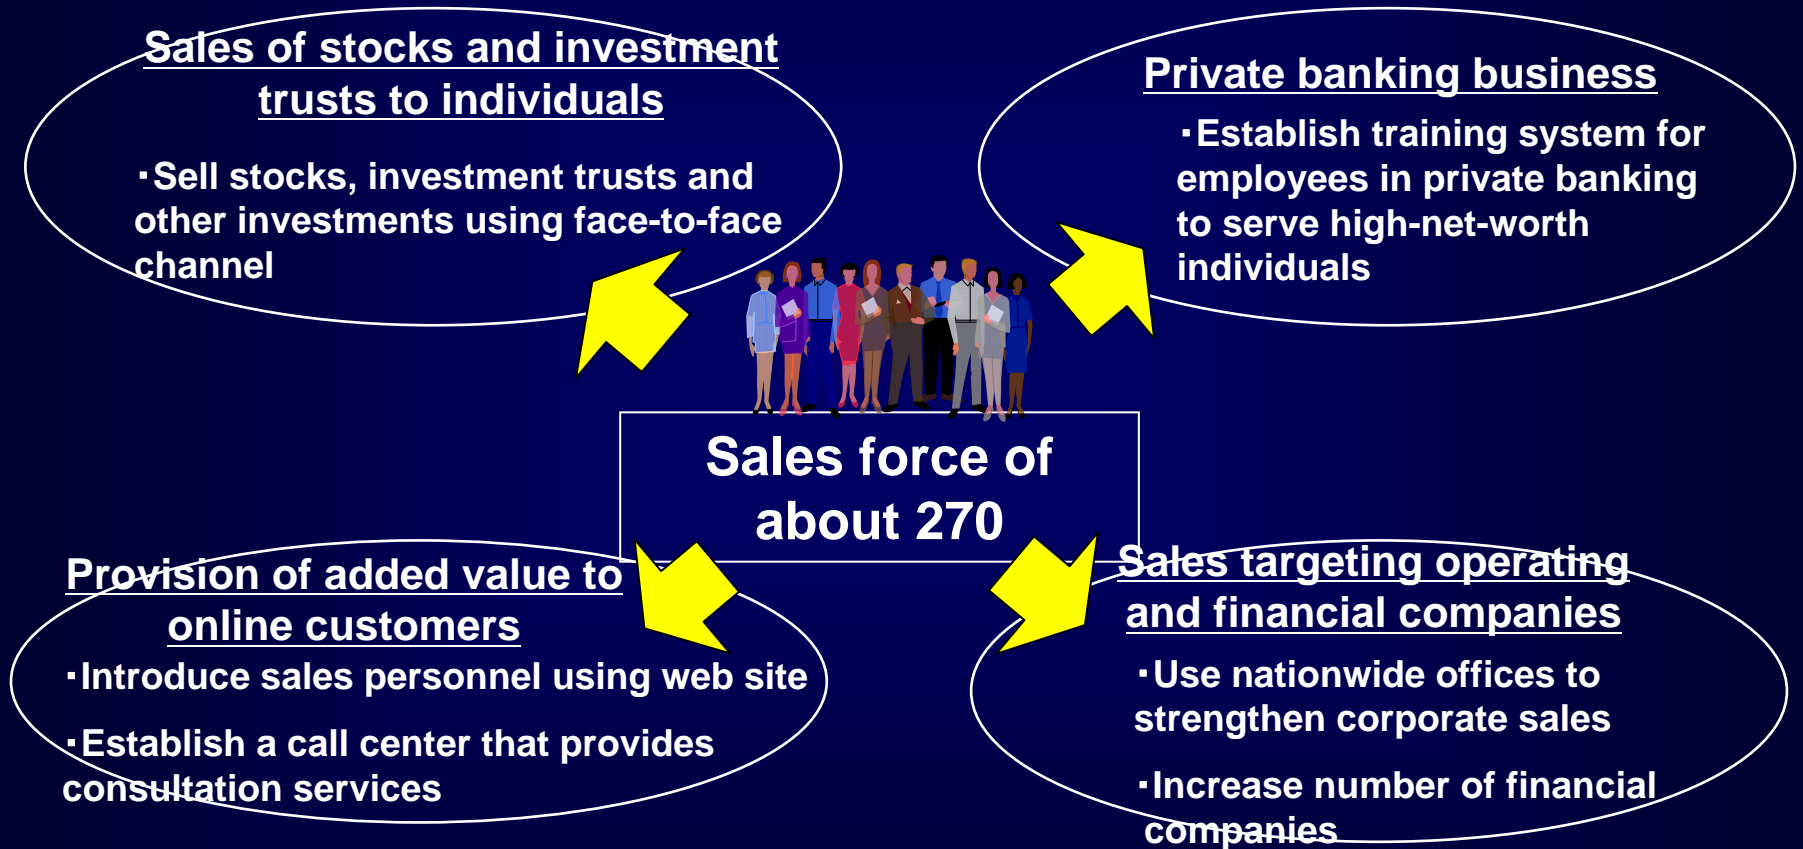 Sales of stocks and investment
trusts to individuals
・Sell stocks, investment trusts and
other investments using face-to-face
channel
Private banking business
・Establish training system for
employees in private banking
to serve high-net-worth
individuals
Sales force of
about 270
Provision of added value to
online customers
・Introduce sales personnel using web site
・Establish a call center that provides
consultation services
Sales targeting operating
and financial companies
・Use nationwide offices to
strengthen corporate sales
・Increase number of financial
companies